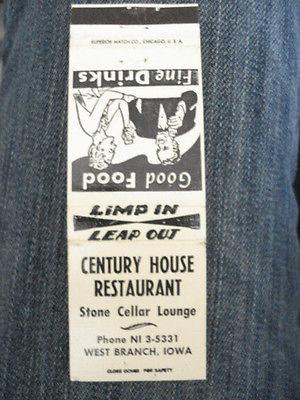 SUPERIOR MATCH CO., CHICAGO, U. S. A.
Fine Drinks
Good Food
LIMP IN
LEAP OUT
CENTURY HOUSE
RESTAURANT
Stone Cellar Lounge
Phone NI 3-5331
WEST BRANCH, IOWA
CLOSE COVER FOR SAFETY